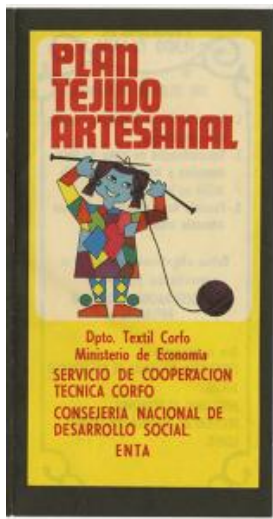 PLAN
TEJIDO
ARTESANAL
Dpto. Textil Corfo
Ministerio de Economia
SERVICIO DE COOPERACION
TECNICA CORFO
CONSEJERIA NACIONAL DE
DESARROLLO SOCIAL.
ENTA